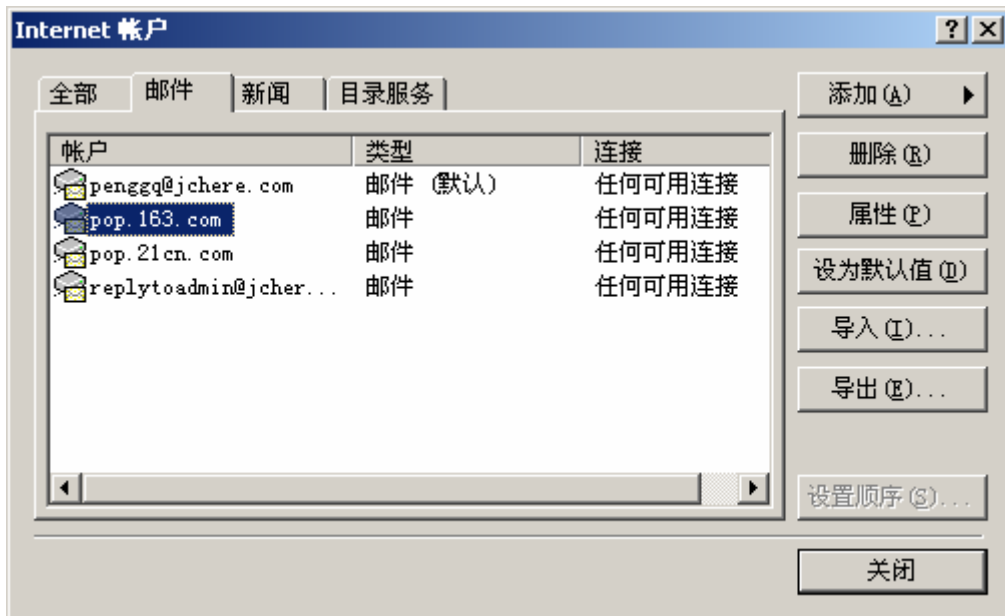 Internet 帐户
全部 邮件 新闻 目录服务
帐户 类型 连接
penggq@jchere.com 邮件 (默认) 任何可用连接
pop.163.com 邮件 任何可用连接
pop.21cn.com 邮件 任何可用连接
replytoadmin@jcher... 邮件 任何可用连接
添加(A)
删除(R)
属性(P)
设为默认值(D)
导入(I)...
导出(E)...
设置顺序(S)...
关闭